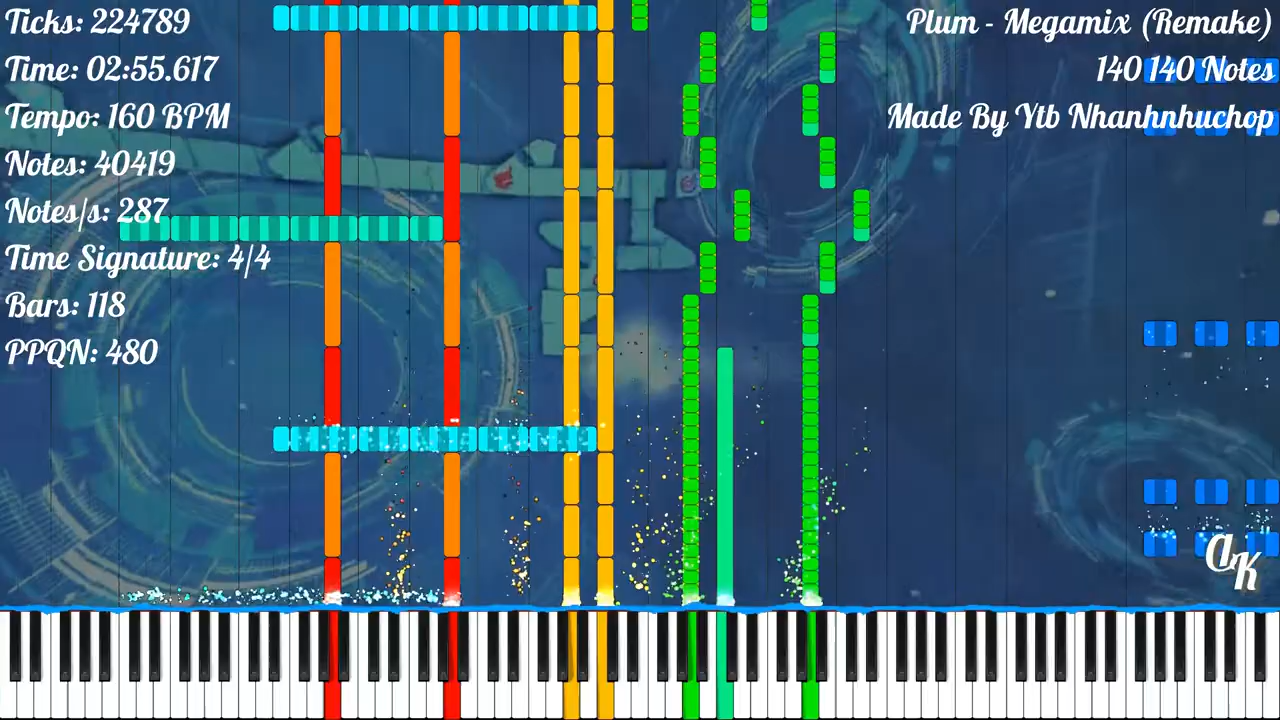 Ticks: 224789
Time: 02:55.617
Tempo: 160 BPM
Notes: 40419
Notes/s: 287
Time Signature: 4/4
Bars: 118
PPQN: 480
Plum - Megamix (Remake)
140 140 Notes
Made By Ytb Nhanhnhuchop
AK